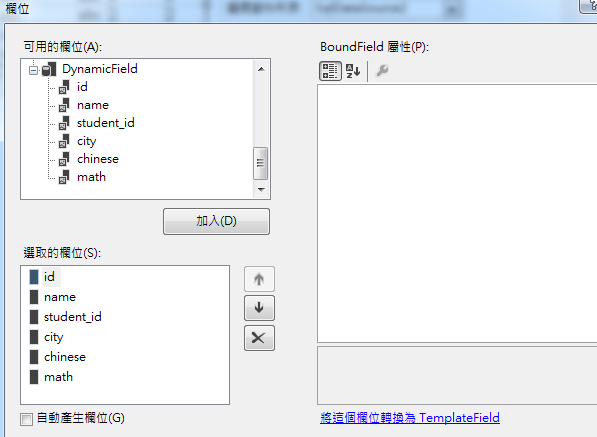 欄位
可用的欄位(A):
DynamicField
id
name
student_id
city
chinese
math
加入(D)
選取的欄位(S):
id
name
student_id
city
chinese
math
自動產生欄位(G)
BoundField 屬性(P):
將這個欄位轉換為 TemplateField